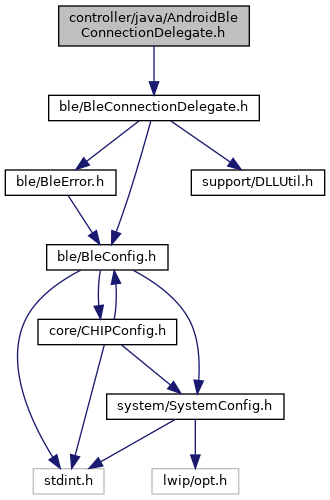 controller/java/AndroidBle
ConnectionDelegate.h
ble/BleConnectionDelegate.h
ble/BleError.h
support/DLLUtil.h
ble/BleConfig.h
core/CHIPConfig.h
system/SystemConfig.h
stdint.h
lwip/opt.h